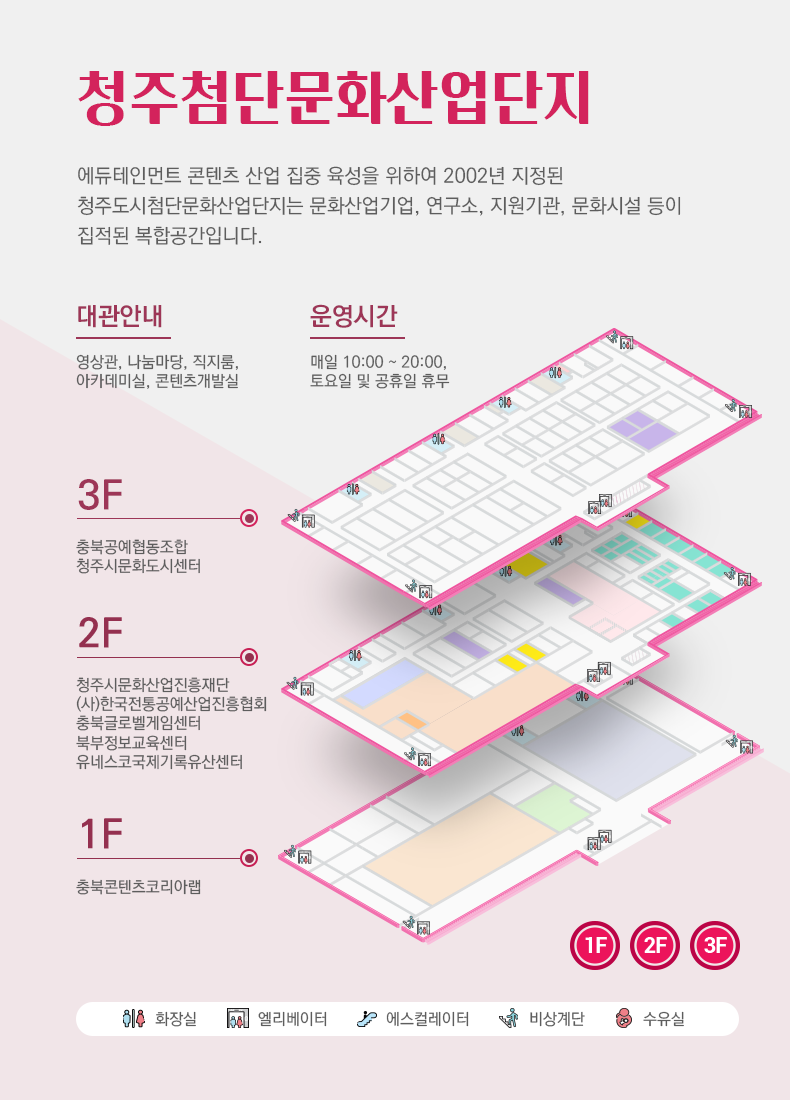 청주첨단문화산업단지
에듀테인먼트 콘텐츠 산업 집중 육성을 위하여 2002년 지정된
청주도시첨단문화산업단지는 문화산업기업, 연구소, 지원기관, 문화시설 등이
집적된 복합공간입니다.
대관안내
영상관, 나눔마당, 직지룸,
아카데미실, 콘텐츠개발실
운영시간
매일 10:00 ~ 20:00,
토요일 및 공휴일 휴무
3F
충북공예협동조합
청주시문화도시센터
2F
청주시문화산업진흥재단
(사)한국전통공예산업진흥협회
충북글로벌게임센터
북부정보교육센터
유네스코국제기록유산센터
1F
충북콘텐츠코리아랩
1F 2F 3F
화장실 엘리베이터 에스컬레이터 비상계단 수유실